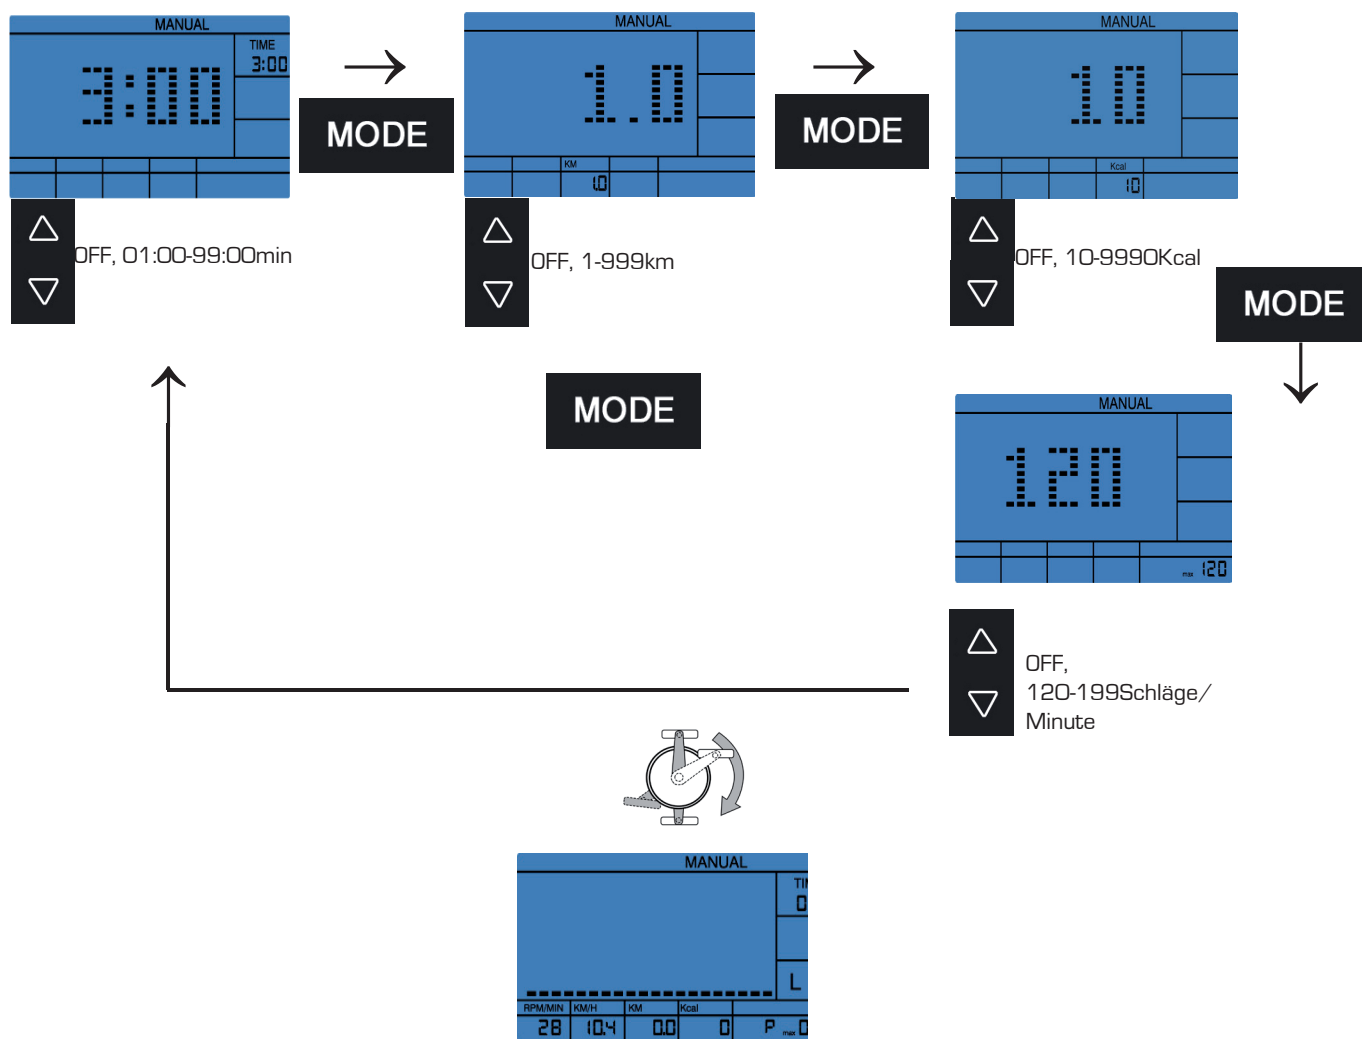 MANUAL
TIME
3:00
3:00
MODE
OFF, 01:00-99:00min
MANUAL
1.0
KM
1.0
MODE
OFF, 1-999km
MANUAL
10
Kcal
10
OFF, 10-9990Kcal
MODE
MODE
MANUAL
120
max 120
OFF,
120-199Schläge/
Minute
MANUAL
L
RPM/MIN KM/H KM Kcal
28 10.4 0.0 0 P max 0